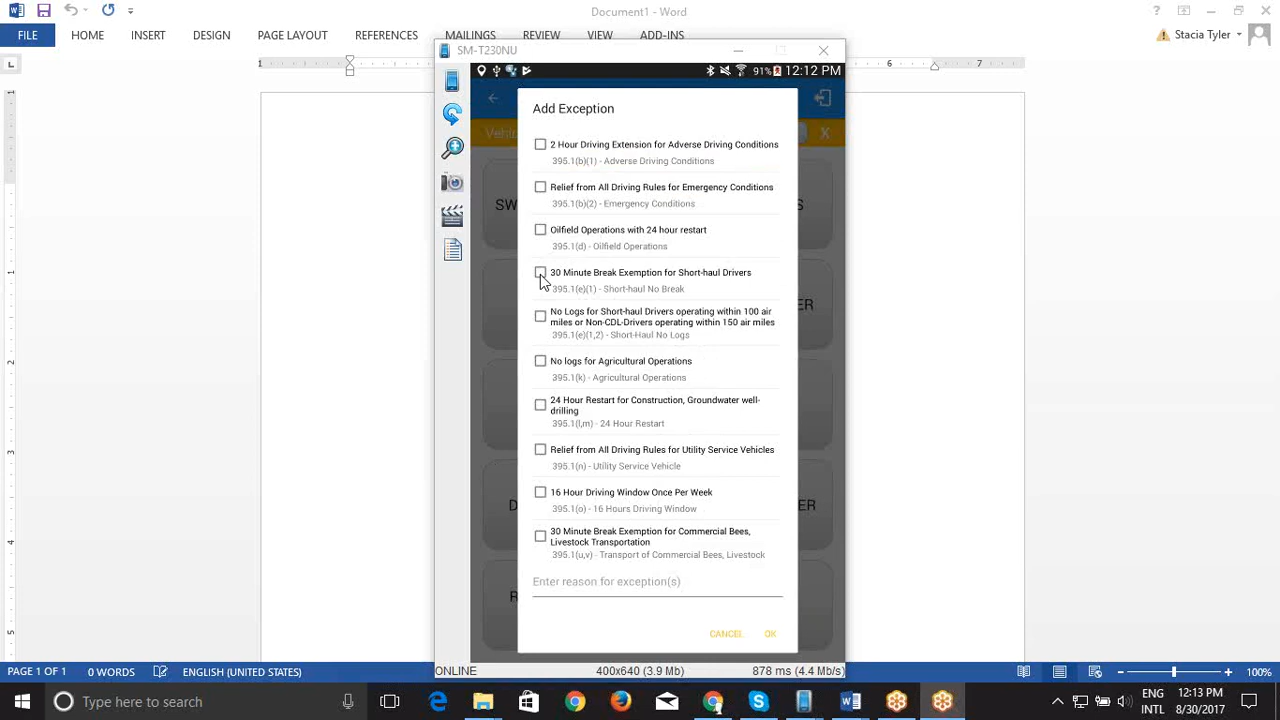 Document1 - Word
FILE HOME INSERT DESIGN PAGE LAYOUT REFERENCES MAILINGS REVIEW VIEW ADD-INS
Stacia Tyler
SM-T230NU
91% 12:12 PM
Add Exception
2 Hour Driving Extension for Adverse Driving Conditions
395.1(b)(1) - Adverse Driving Conditions
Relief from All Driving Rules for Emergency Conditions
395.1(b)(2) - Emergency Conditions
Oilfield Operations with 24 hour restart
395.1(d) - Oilfield Operations
30 Minute Break Exemption for Short-haul Drivers
395.1(e)(1) - Short-haul No Break
No Logs for Short-haul Drivers operating within 100 air
miles or Non-CDL-Drivers operating within 150 air miles
395.1(e)(1,2) - Short-Haul No Logs
No logs for Agricultural Operations
395.1(k) - Agricultural Operations
24 Hour Restart for Construction, Groundwater well-
drilling
395.1(l,m) - 24 Hour Restart
Relief from All Driving Rules for Utility Service Vehicles
395.1(n) - Utility Service Vehicle
16 Hour Driving Window Once Per Week
395.1(o) - 16 Hours Driving Window
30 Minute Break Exemption for Commercial Bees,
Livestock Transportation
395.1(u,v) - Transport of Commercial Bees, Livestock
Enter reason for exception(s)
CANCEL OK
ONLINE 400x640 (3.9 Mb) 878 ms (4.4 Mb/s)
PAGE 1 OF 1 0 WORDS ENGLISH (UNITED STATES) 100%
Type here to search
ENG 12:13 PM
INTL 8/30/2017